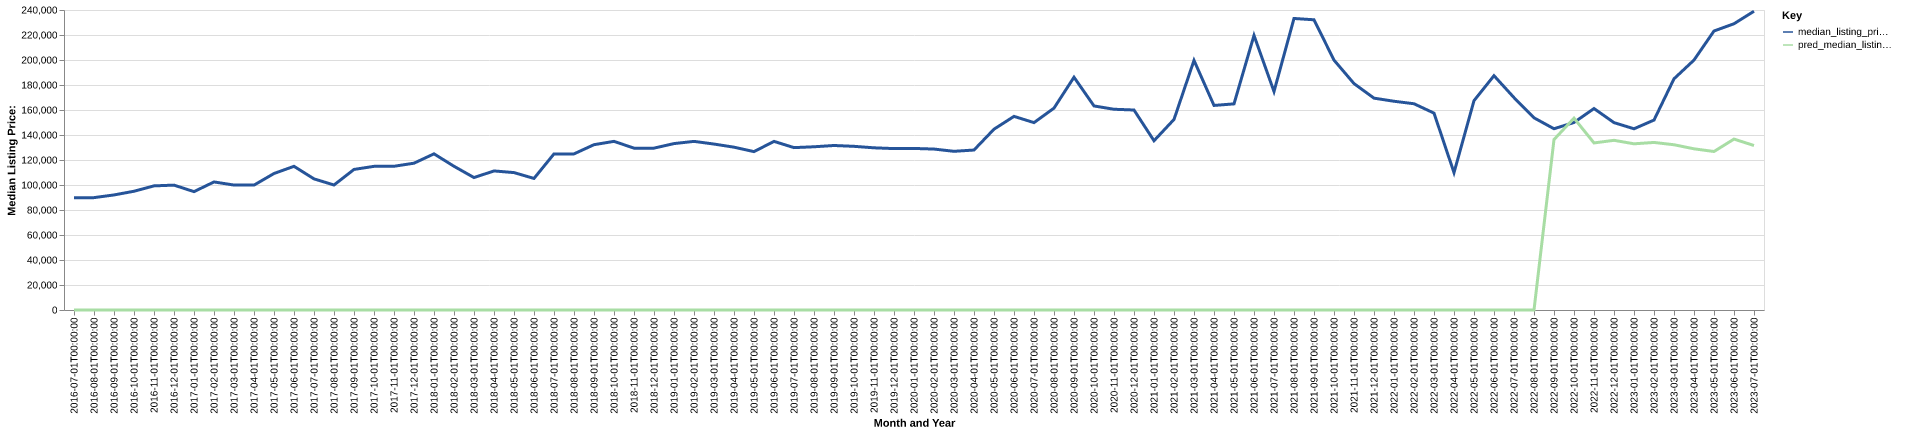 240,000
220,000
200,000
180,000
160,000
140,000
120,000
100,000
80,000
60,000
40,000
20,000
0
Median Listing Price:
2016-07-01T00:00:00
2016-08-01T00:00:00
2016-09-01T00:00:00
2016-10-01T00:00:00
2016-11-01T00:00:00
2016-12-01T00:00:00
2017-01-01T00:00:00
2017-02-01T00:00:00
2017-03-01T00:00:00
2017-04-01T00:00:00
2017-05-01T00:00:00
2017-06-01T00:00:00
2017-07-01T00:00:00
2017-08-01T00:00:00
2017-09-01T00:00:00
2017-10-01T00:00:00
2017-11-01T00:00:00
2017-12-01T00:00:00
2018-01-01T00:00:00
2018-02-01T00:00:00
2018-03-01T00:00:00
2018-04-01T00:00:00
2018-05-01T00:00:00
2018-06-01T00:00:00
2018-07-01T00:00:00
2018-08-01T00:00:00
2018-09-01T00:00:00
2018-10-01T00:00:00
2018-11-01T00:00:00
2018-12-01T00:00:00
2019-01-01T00:00:00
2019-02-01T00:00:00
2019-03-01T00:00:00
2019-04-01T00:00:00
2019-05-01T00:00:00
2019-06-01T00:00:00
2019-07-01T00:00:00
2019-08-01T00:00:00
2019-09-01T00:00:00
2019-10-01T00:00:00
2019-11-01T00:00:00
2019-12-01T00:00:00
2020-01-01T00:00:00
2020-02-01T00:00:00
2020-03-01T00:00:00
2020-04-01T00:00:00
2020-05-01T00:00:00
2020-06-01T00:00:00
2020-07-01T00:00:00
2020-08-01T00:00:00
2020-09-01T00:00:00
2020-10-01T00:00:00
2020-11-01T00:00:00
2020-12-01T00:00:00
2021-01-01T00:00:00
2021-02-01T00:00:00
2021-03-01T00:00:00
2021-04-01T00:00:00
2021-05-01T00:00:00
2021-06-01T00:00:00
2021-07-01T00:00:00
2021-08-01T00:00:00
2021-09-01T00:00:00
2021-10-01T00:00:00
2021-11-01T00:00:00
2021-12-01T00:00:00
2022-01-01T00:00:00
2022-02-01T00:00:00
2022-03-01T00:00:00
2022-04-01T00:00:00
2022-05-01T00:00:00
2022-06-01T00:00:00
2022-07-01T00:00:00
2022-08-01T00:00:00
2022-09-01T00:00:00
2022-10-01T00:00:00
2022-11-01T00:00:00
2022-12-01T00:00:00
2023-01-01T00:00:00
2023-02-01T00:00:00
2023-03-01T00:00:00
2023-04-01T00:00:00
2023-05-01T00:00:00
2023-06-01T00:00:00
2023-07-01T00:00:00
Month and Year
Key
median_listing_pri…
pred_median_listin…